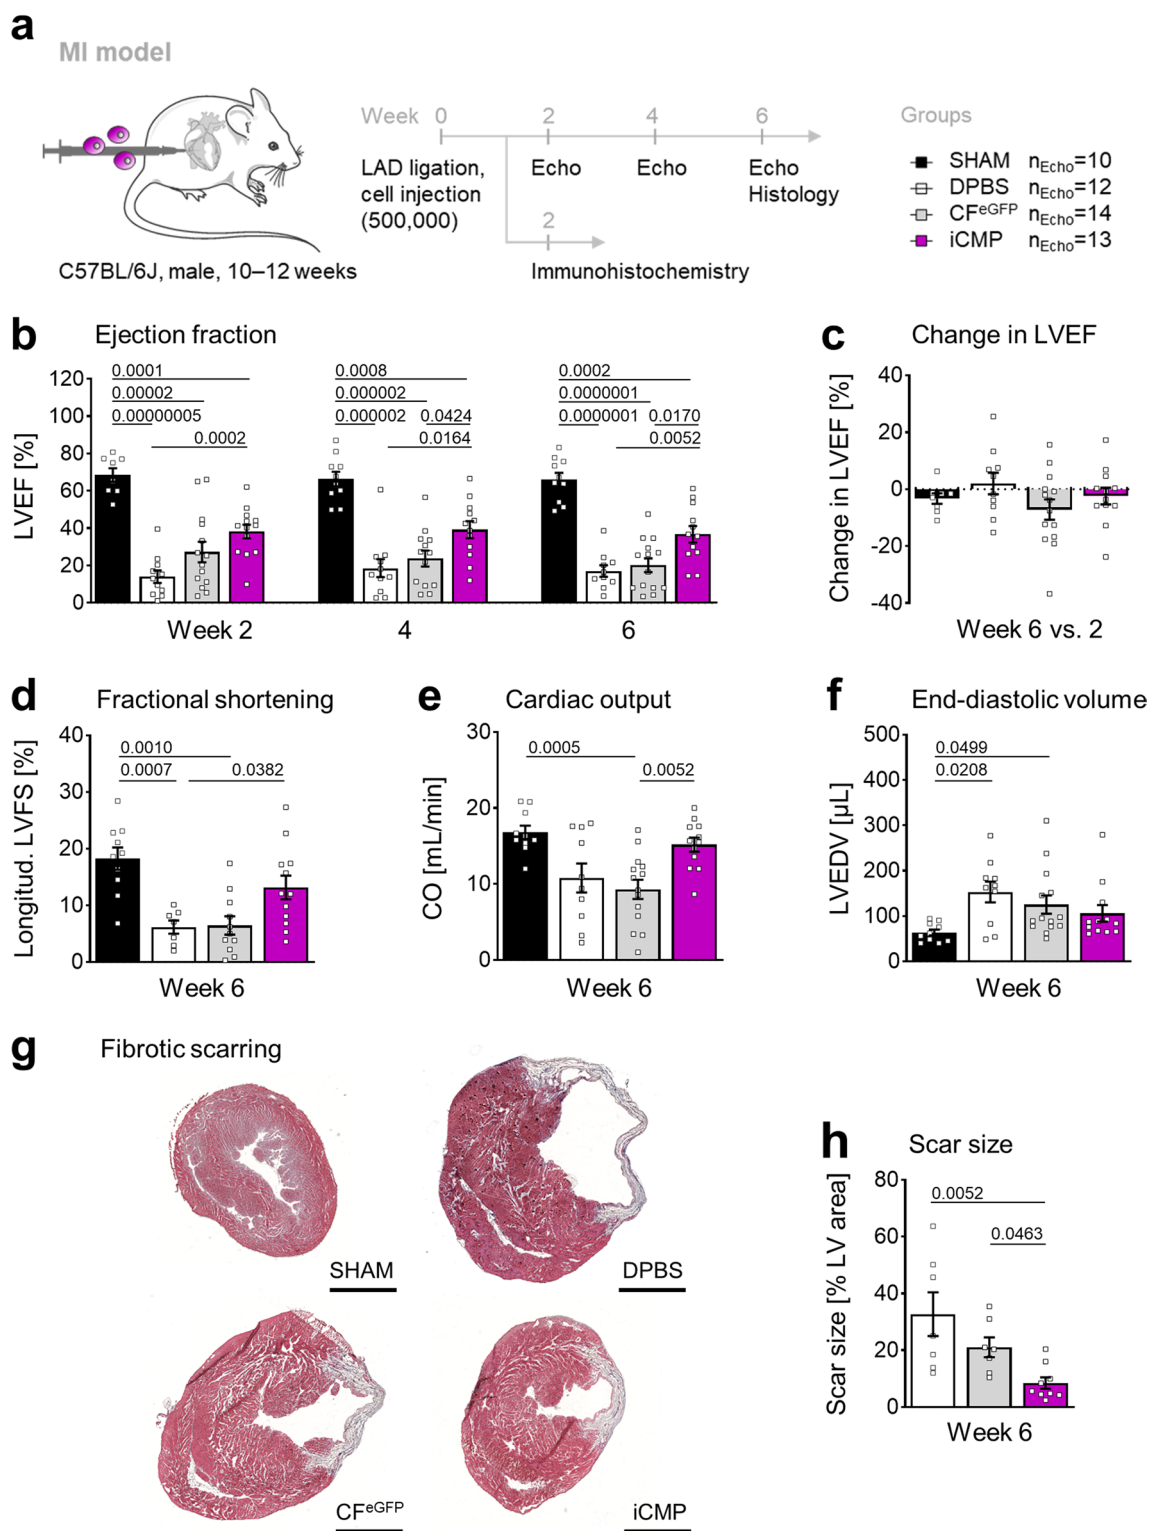 a
MI model
Week 0 2 4 6
LAD ligation,
cell injection
(500,000)
Echo
Echo
Echo
Histology
2
Immunohistochemistry
C57BL/6J, male, 10–12 weeks
Groups
SHAM nEcho=10
DPBS nEcho=12
CFeGFP nEcho=14
iCMP nEcho=13
b Ejection fraction
LVEF [%]
120
100
80
60
40
20
0
0.0001
0.00002
0.00000005
0.0002
0.0008
0.000002
0.000002 0.0424
0.0164
0.0002
0.0000001
0.0000001 0.0170
0.0052
Week 2 4 6
c Change in LVEF
Change in LVEF [%]
40
20
0
-20
-40
Week 6 vs. 2
d Fractional shortening
Longitud. LVFS [%]
40
30
20
10
0
0.0010
0.0007 0.0382
Week 6
e Cardiac output
CO [mL/min]
30
20
10
0
0.0005
0.0052
Week 6
f End-diastolic volume
LVEDV [µL]
500
400
300
200
100
0
0.0499
0.0208
Week 6
g Fibrotic scarring
SHAM
DPBS
CFeGFP
iCMP
h Scar size
Scar size [% LV area]
80
60
40
20
0
0.0052
0.0463
Week 6